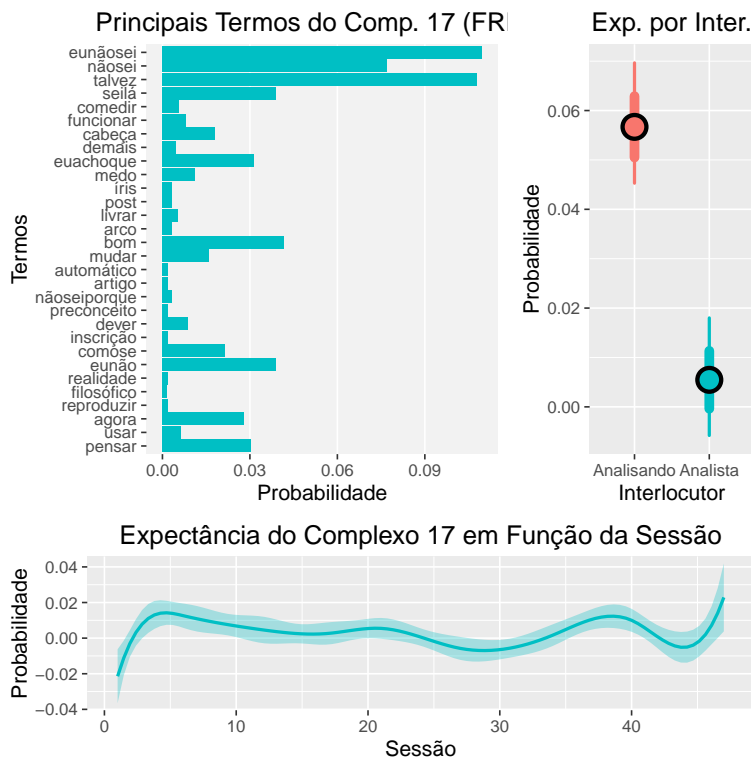 Principais Termos do Comp. 17 (FRI
Exp. por Inter.
Termos
eunãosei
nãosei
talvez
seilá
comedir
funcionar
cabeça
demais
euachoque
medo
íris
post
livrar
arco
bom
mudar
automático
artigo
nãoseiporque
preconceito
dever
inscrição
comose
eunão
realidade
filosófico
reproduzir
agora
usar
pensar
0.00 0.03 0.06 0.09
Probabilidade
Probabilidade
0.06
0.04
0.02
0.00
Analisando Analista
Interlocutor
Expectância do Complexo 17 em Função da Sessão
Probabilidade
0.04
0.02
0.00
−0.02
−0.04
0 10 20 30 40
Sessão